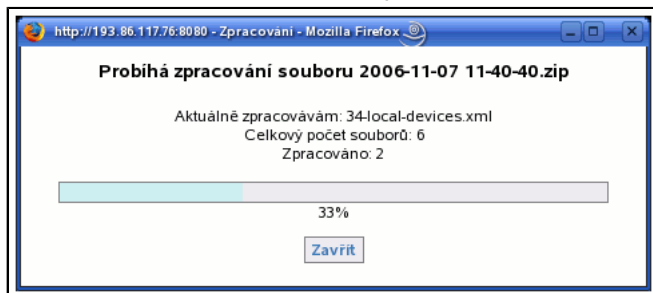 http://193.86.117.76:8080 - Zpracování - Mozilla Firefox
Probíhá zpracování souboru 2006-11-07 11-40-40.zip
Aktuálně zpracovávám: 34-local-devices.xml
Celkový počet souborů: 6
Zpracováno: 2
33%
Zavřít